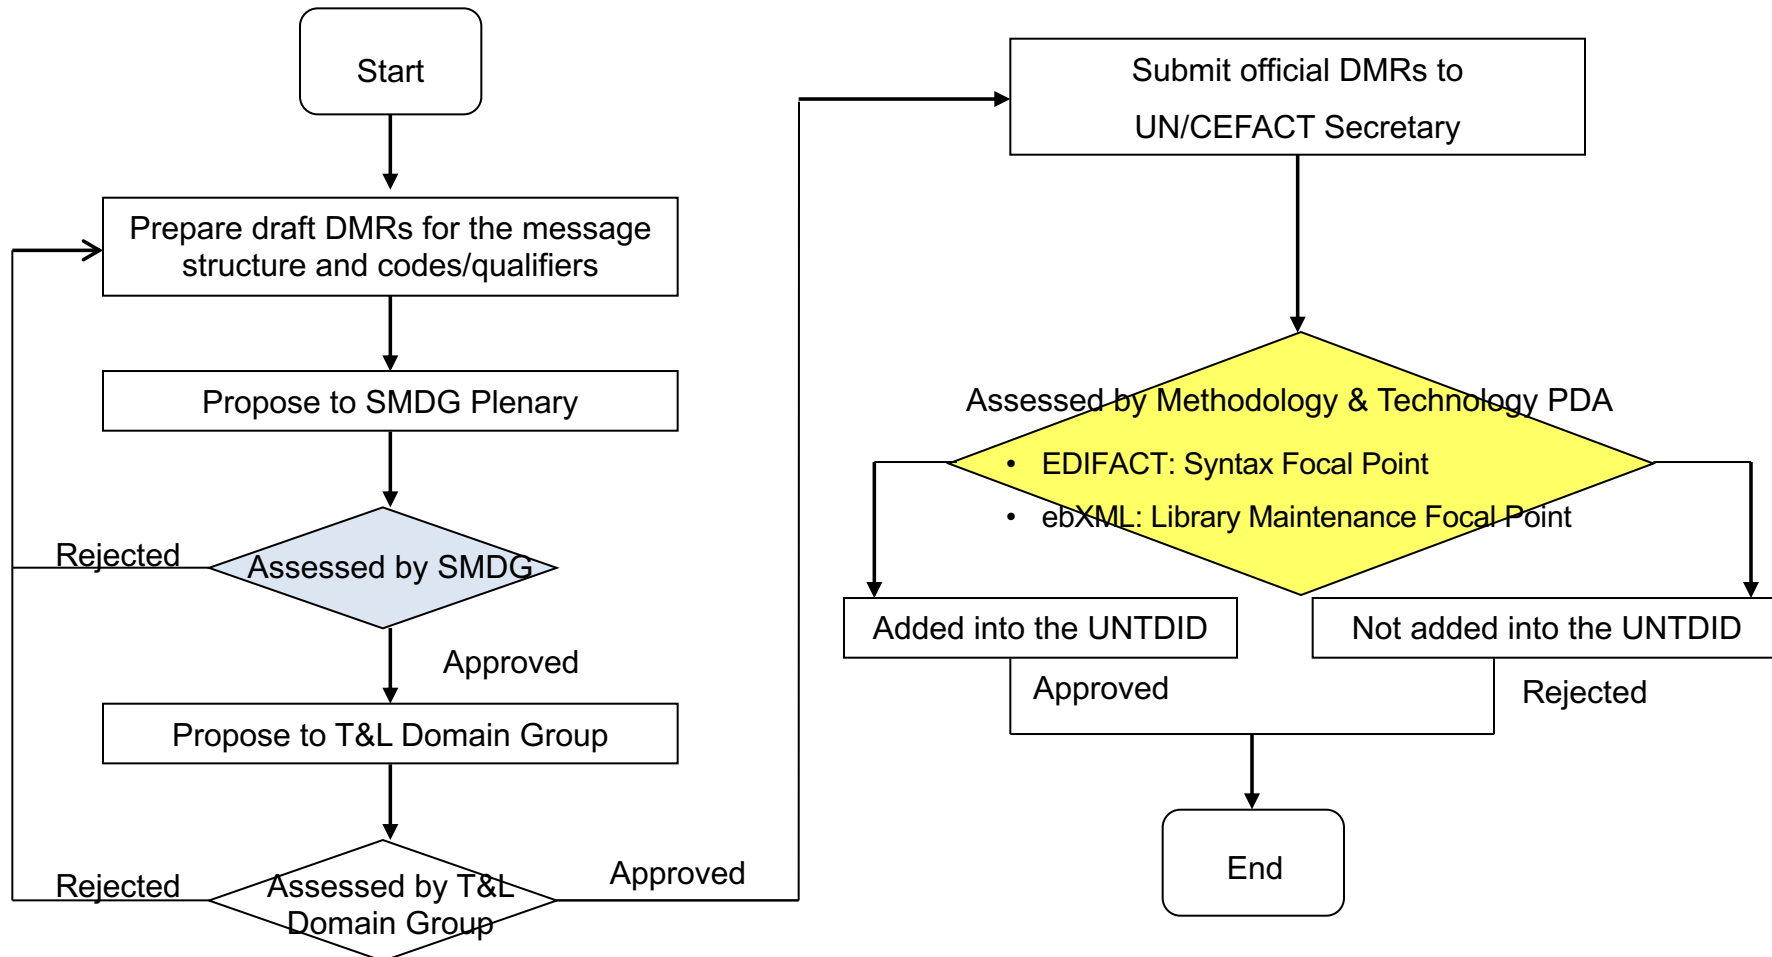 Start
Prepare draft DMRs for the message
structure and codes/qualifiers
Propose to SMDG Plenary
Rejected
Assessed by SMDG
Approved
Propose to T&L Domain Group
Rejected
Assessed by T&L
Domain Group
Approved
Submit official DMRs to
UN/CEFACT Secretary
Assessed by Methodology & Technology PDA
• EDIFACT: Syntax Focal Point
• ebXML: Library Maintenance Focal Point
Added into the UNTDID
Not added into the UNTDID
Approved
Rejected
End